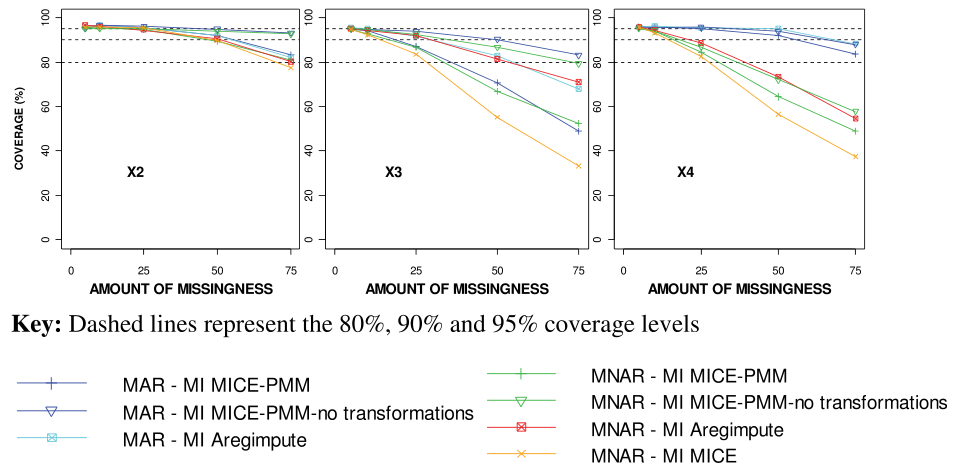 COVERAGE (%)
0 20 40 60 80 100
X2
0 25 50 75
AMOUNT OF MISSINGNESS
0 20 40 60 80 100
X3
0 25 50 75
AMOUNT OF MISSINGNESS
0 20 40 60 80 100
X4
0 25 50 75
AMOUNT OF MISSINGNESS
Key: Dashed lines represent the 80%, 90% and 95% coverage levels
MAR - MI MICE-PMM
MAR - MI MICE-PMM-no transformations
MAR - MI Aregimpute
MNAR - MI MICE-PMM
MNAR - MI MICE-PMM-no transformations
MNAR - MI Aregimpute
MNAR - MI MICE